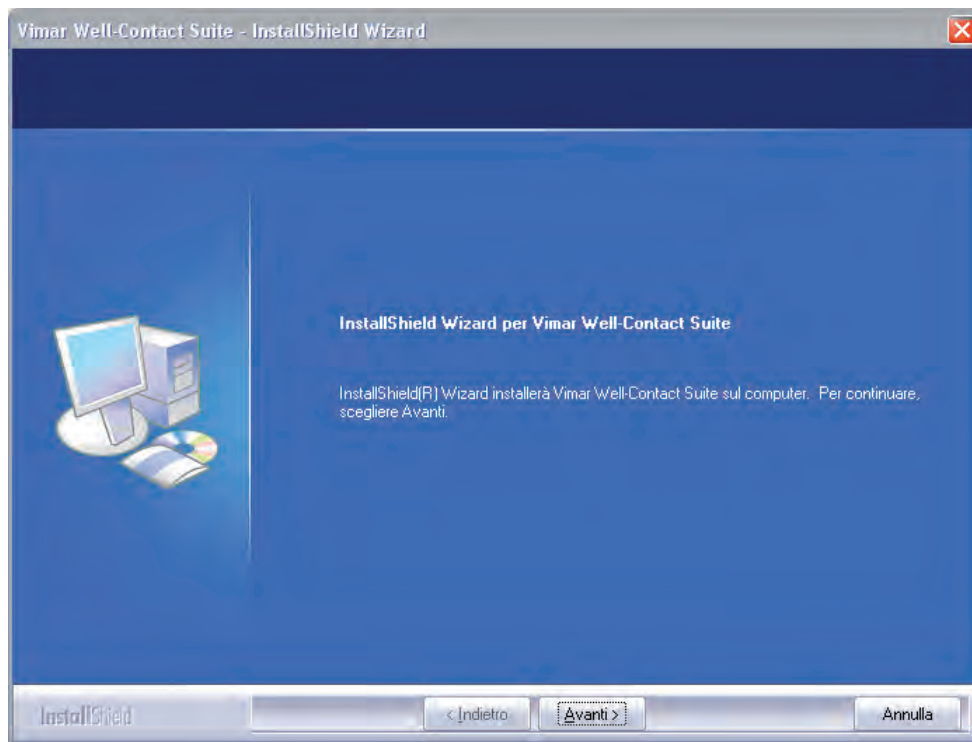 Vimar Well-Contact Suite - InstallShield Wizard
InstallShield Wizard per Vimar Well-Contact Suite
InstallShield(R) Wizard installerà Vimar Well-Contact Suite sul computer. Per continuare,
scegliere Avanti.
InstallShield
< Indietro
Avanti >
Annulla